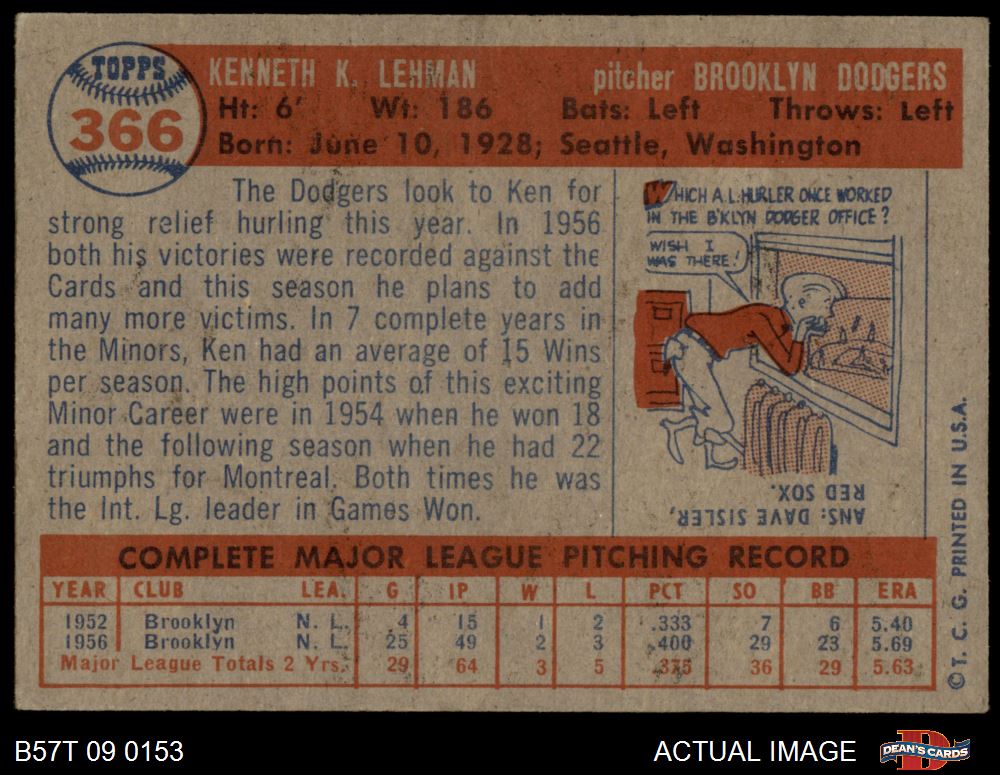 TOPPS
366
KENNETH K. LEHMAN pitcher BROOKLYN DODGERS
Ht: 6' Wt: 186 Bats: Left Throws: Left
Born: June 10, 1928; Seattle, Washington
The Dodgers look to Ken for
strong relief hurling this year. In 1956
both his victories were recorded against the
Cards and this season he plans to add
many more victims. In 7 complete years in
the Minors, Ken had an average of 15 Wins
per season. The high points of this exciting
Minor Career were in 1954 when he won 18
and the following season when he had 22
triumphs for Montreal. Both times he was
the Int. Lg. leader in Games Won.
WHICH A.L. HURLER ONCE WORKED
IN THE B'KLYN DODGER OFFICE?
WISH I
WAS THERE!
ANS: DAVE SISLER,
RED SOX.
COMPLETE MAJOR LEAGUE PITCHING RECORD
YEAR CLUB LEA. G IP W L PCT SO BB ERA
1952 Brooklyn N. L. 4 15 1 2 .333 7 6 5.40
1956 Brooklyn N. L. 25 49 2 3 .400 29 23 5.69
Major League Totals 2 Yrs. 29 64 3 5 .375 36 29 5.63
©T. C. G. PRINTED IN U.S.A.
B57T 09 0153 ACTUAL IMAGE
D
DEAN'S CARDS